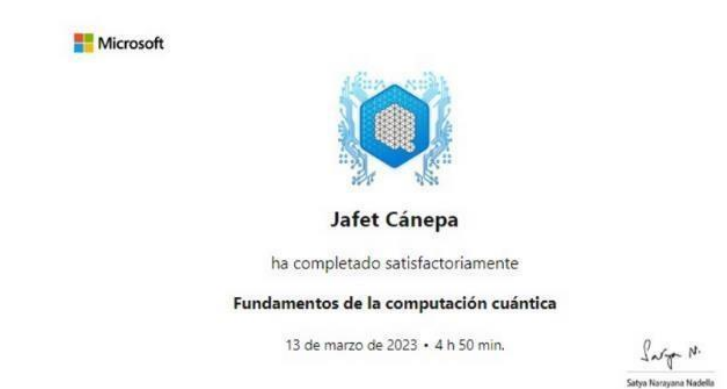 Microsoft
Jafet Cánepa
ha completado satisfactoriamente
Fundamentos de la computación cuántica
13 de marzo de 2023 • 4 h 50 min.
Satya N.
Satya Narayana Nadella